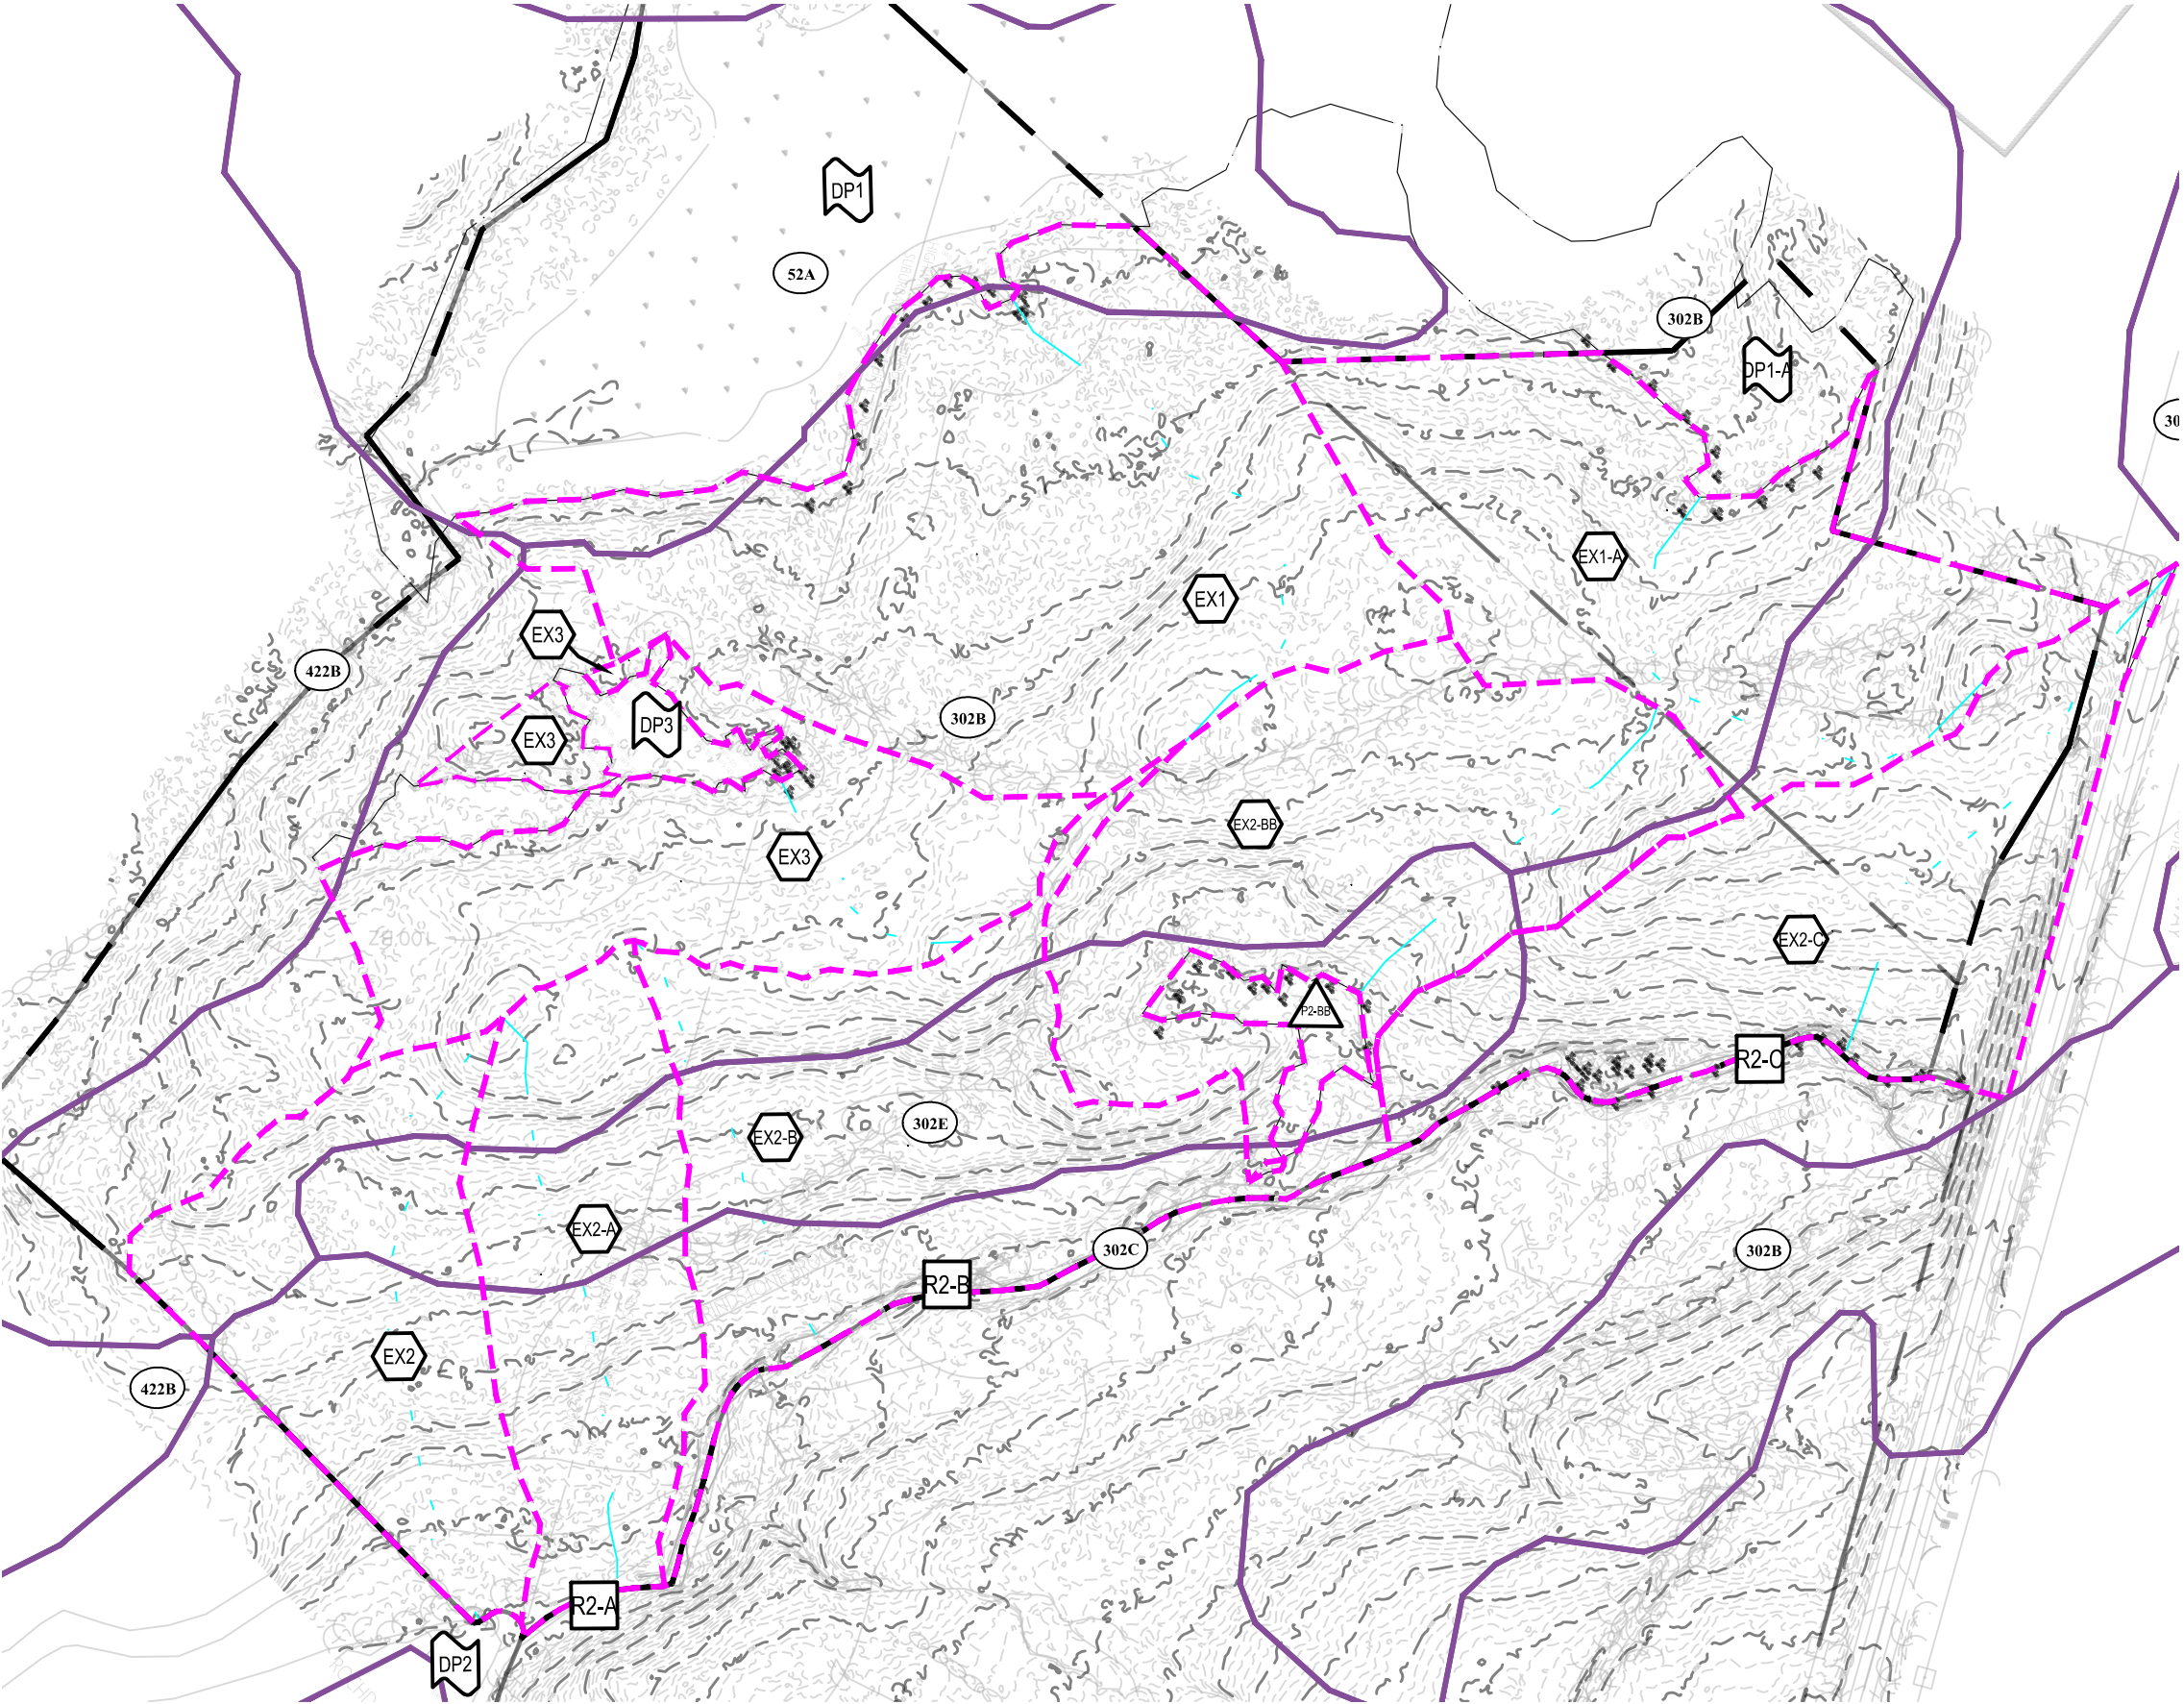 DP1
52A
302B
DP1-A
30
EX1-A
EX1
EX3
422B
302B
DP3
EX3
EX2-BB
EX3
EX2-C
P2-BB
R2-C
302E
EX2-B
EX2-A
302C
302B
R2-B
EX2
422B
R2-A
DP2